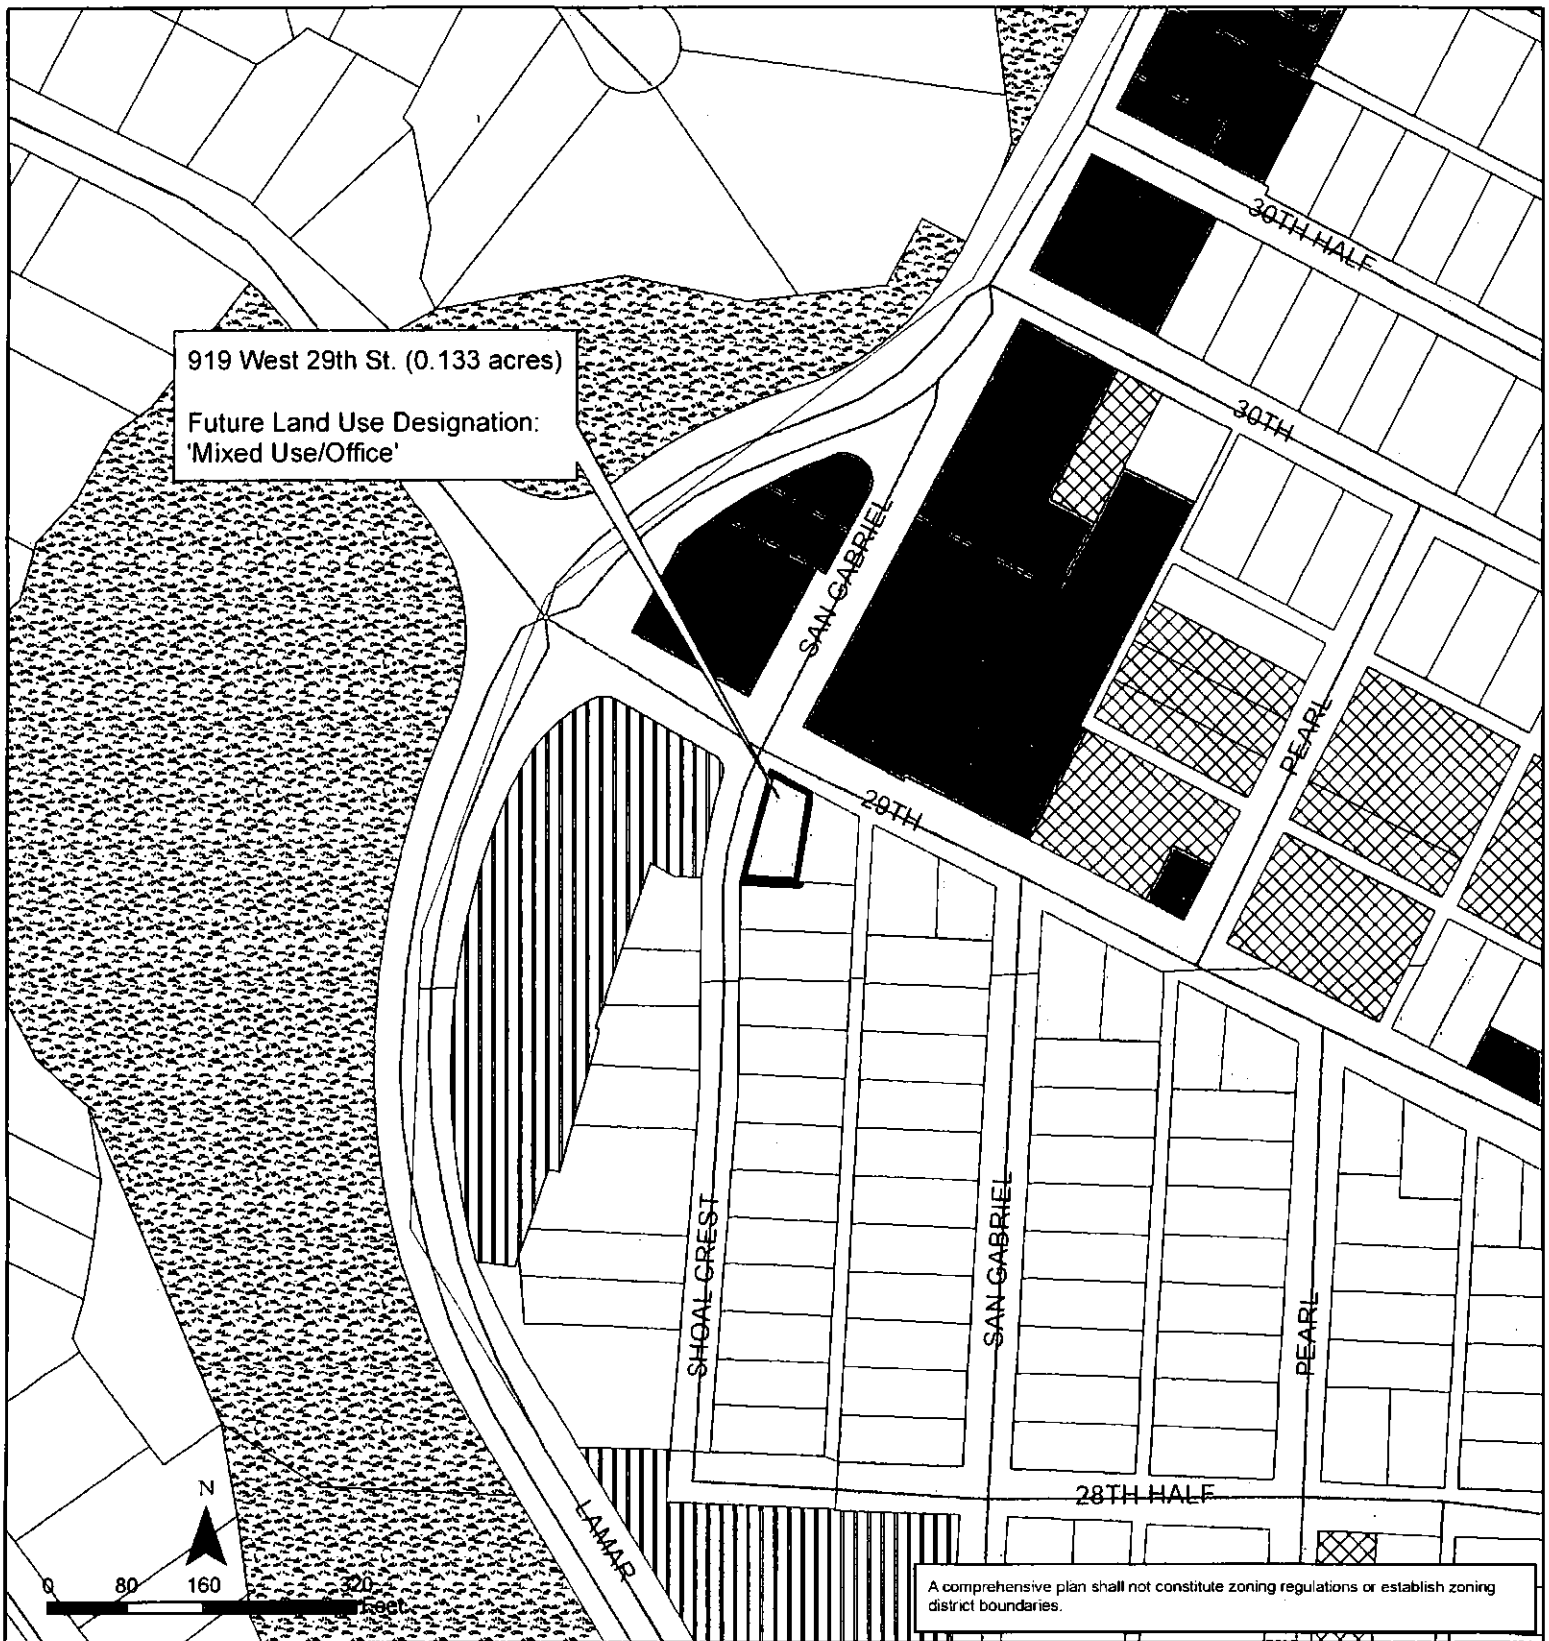 30TH HALF
919 West 29th St. (0.133 acres)
Future Land Use Designation:
'Mixed Use/Office'
30TH
SAN GABRIEL
PEARL
29TH
SHOAL CREST
SAN GABRIEL
PEARL
28TH HALF
LAMAR
N
0 80 160 320
Feet
A comprehensive plan shall not constitute zoning regulations or establish zoning
district boundaries.